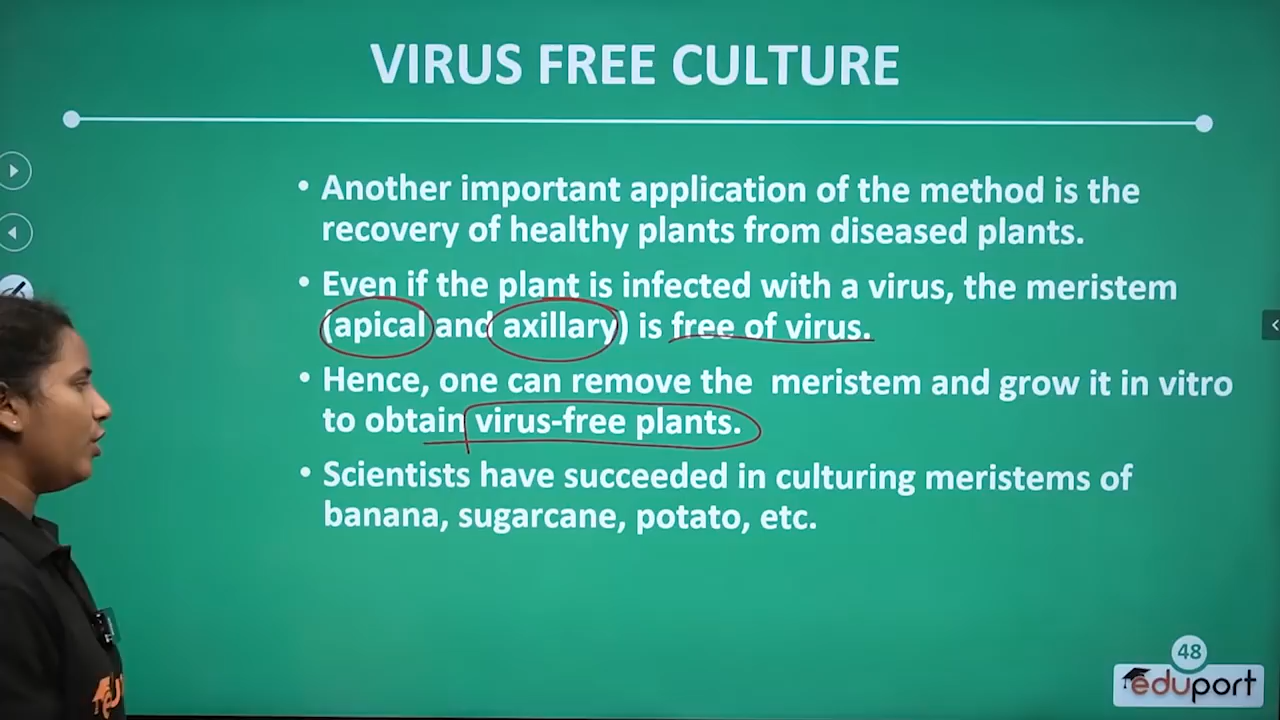 VIRUS FREE CULTURE
• Another important application of the method is the
recovery of healthy plants from diseased plants.
• Even if the plant is infected with a virus, the meristem
(apical and axillary) is free of virus.
• Hence, one can remove the meristem and grow it in vitro
to obtain virus-free plants.
• Scientists have succeeded in culturing meristems of
banana, sugarcane, potato, etc.
48
eduport